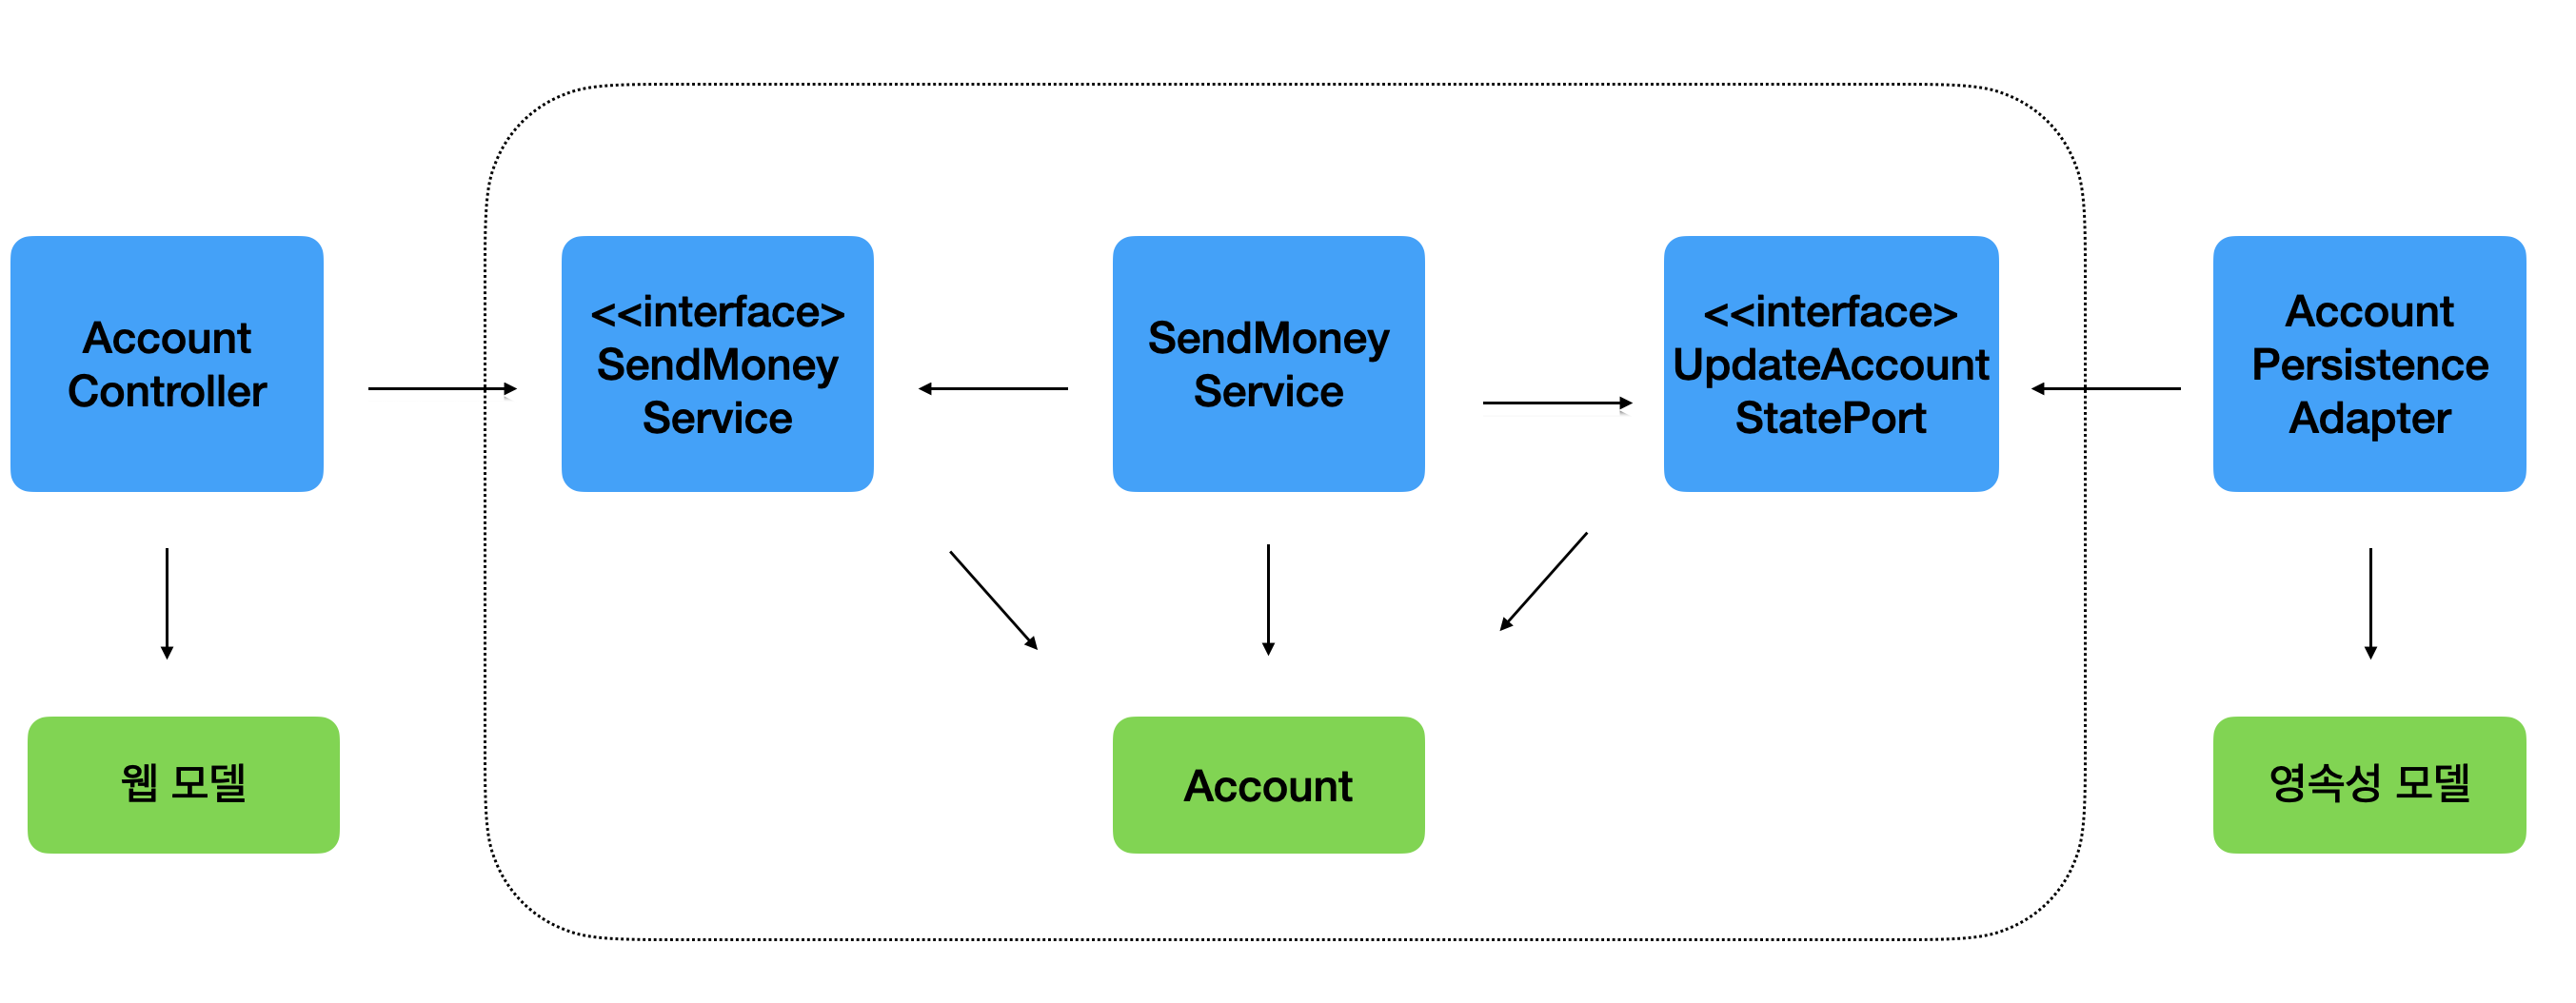 Account
Controller
<<interface>
SendMoney
Service
SendMoney
Service
<<interface>
UpdateAccount
StatePort
Account
Persistence
Adapter
웹 모델
Account
영속성 모델